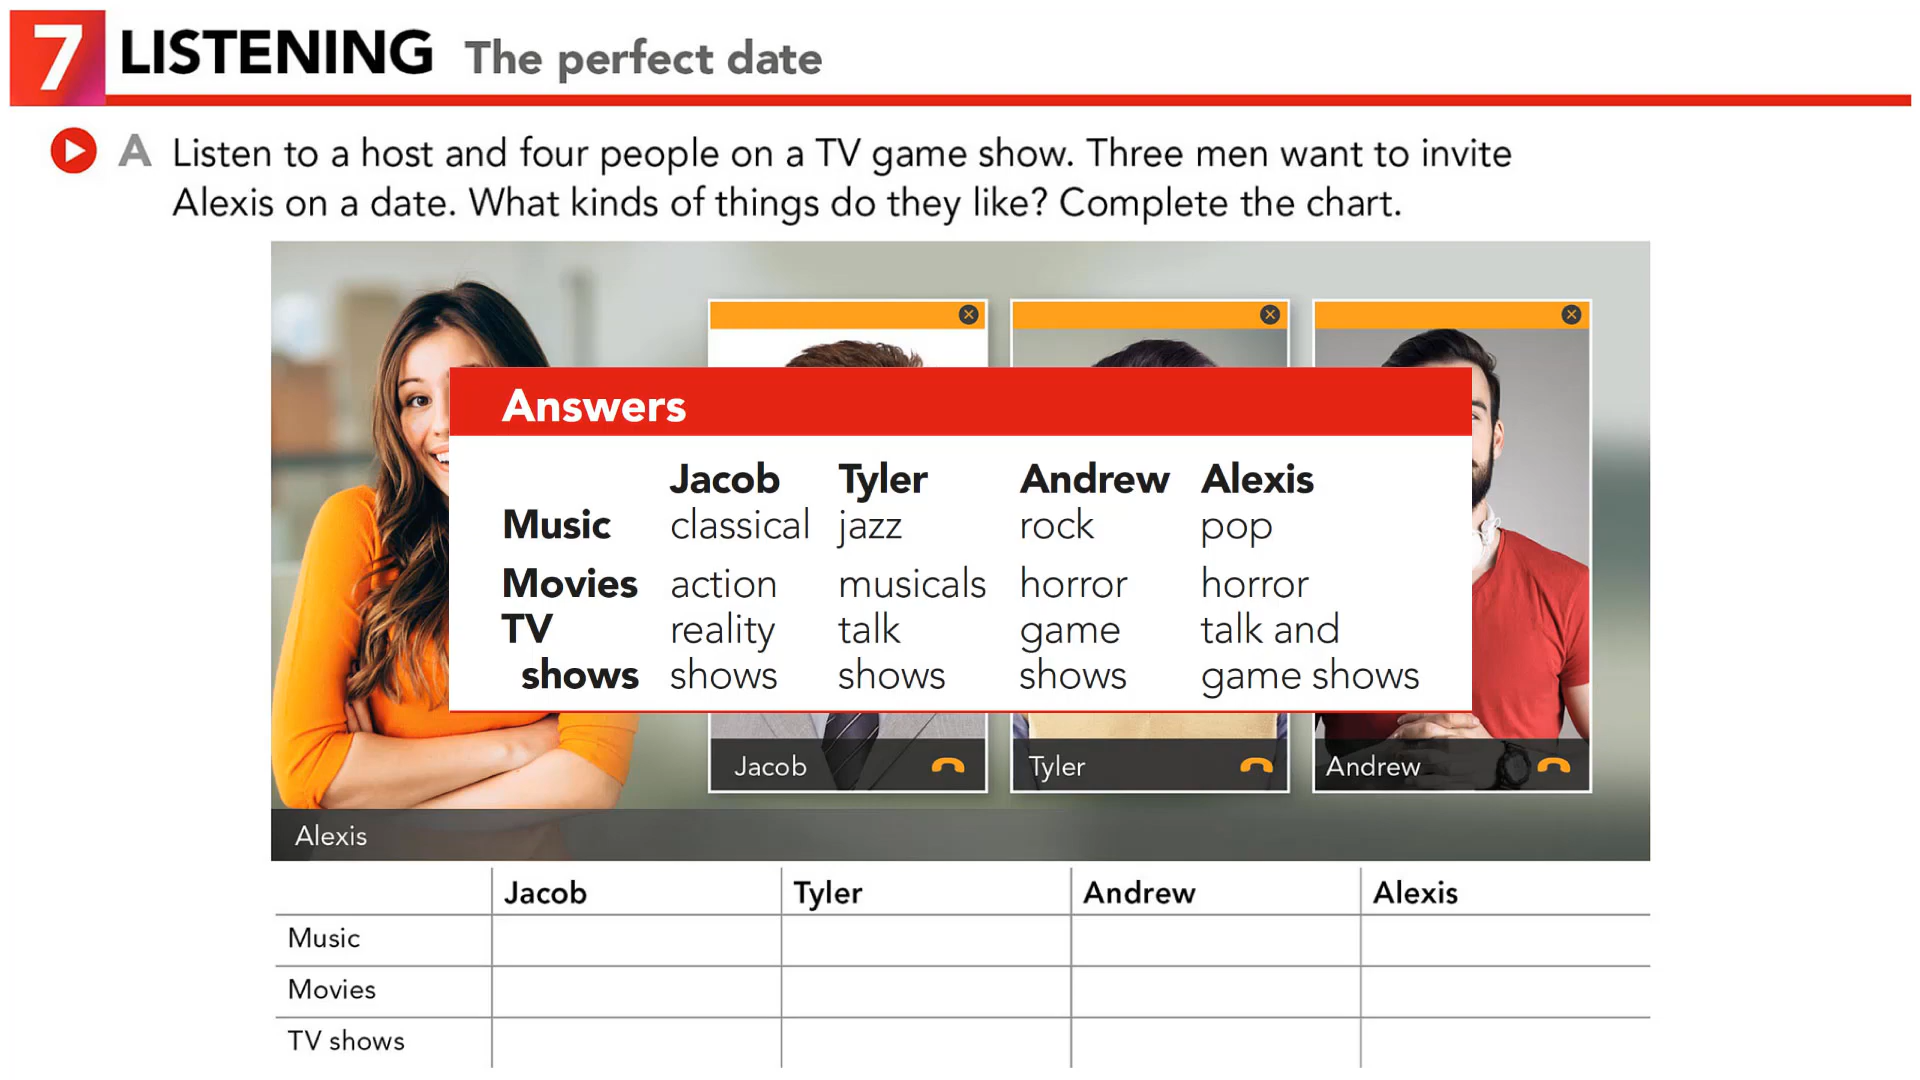 7 LISTENING The perfect date
A Listen to a host and four people on a TV game show. Three men want to invite
Alexis on a date. What kinds of things do they like? Complete the chart.
Answers
Jacob Tyler Andrew Alexis
Music classical jazz rock pop
Movies action musicals horror horror
TV reality talk game talk and
shows shows shows shows game shows
Jacob Tyler Andrew
Alexis
Jacob Tyler Andrew Alexis
Music
Movies
TV shows